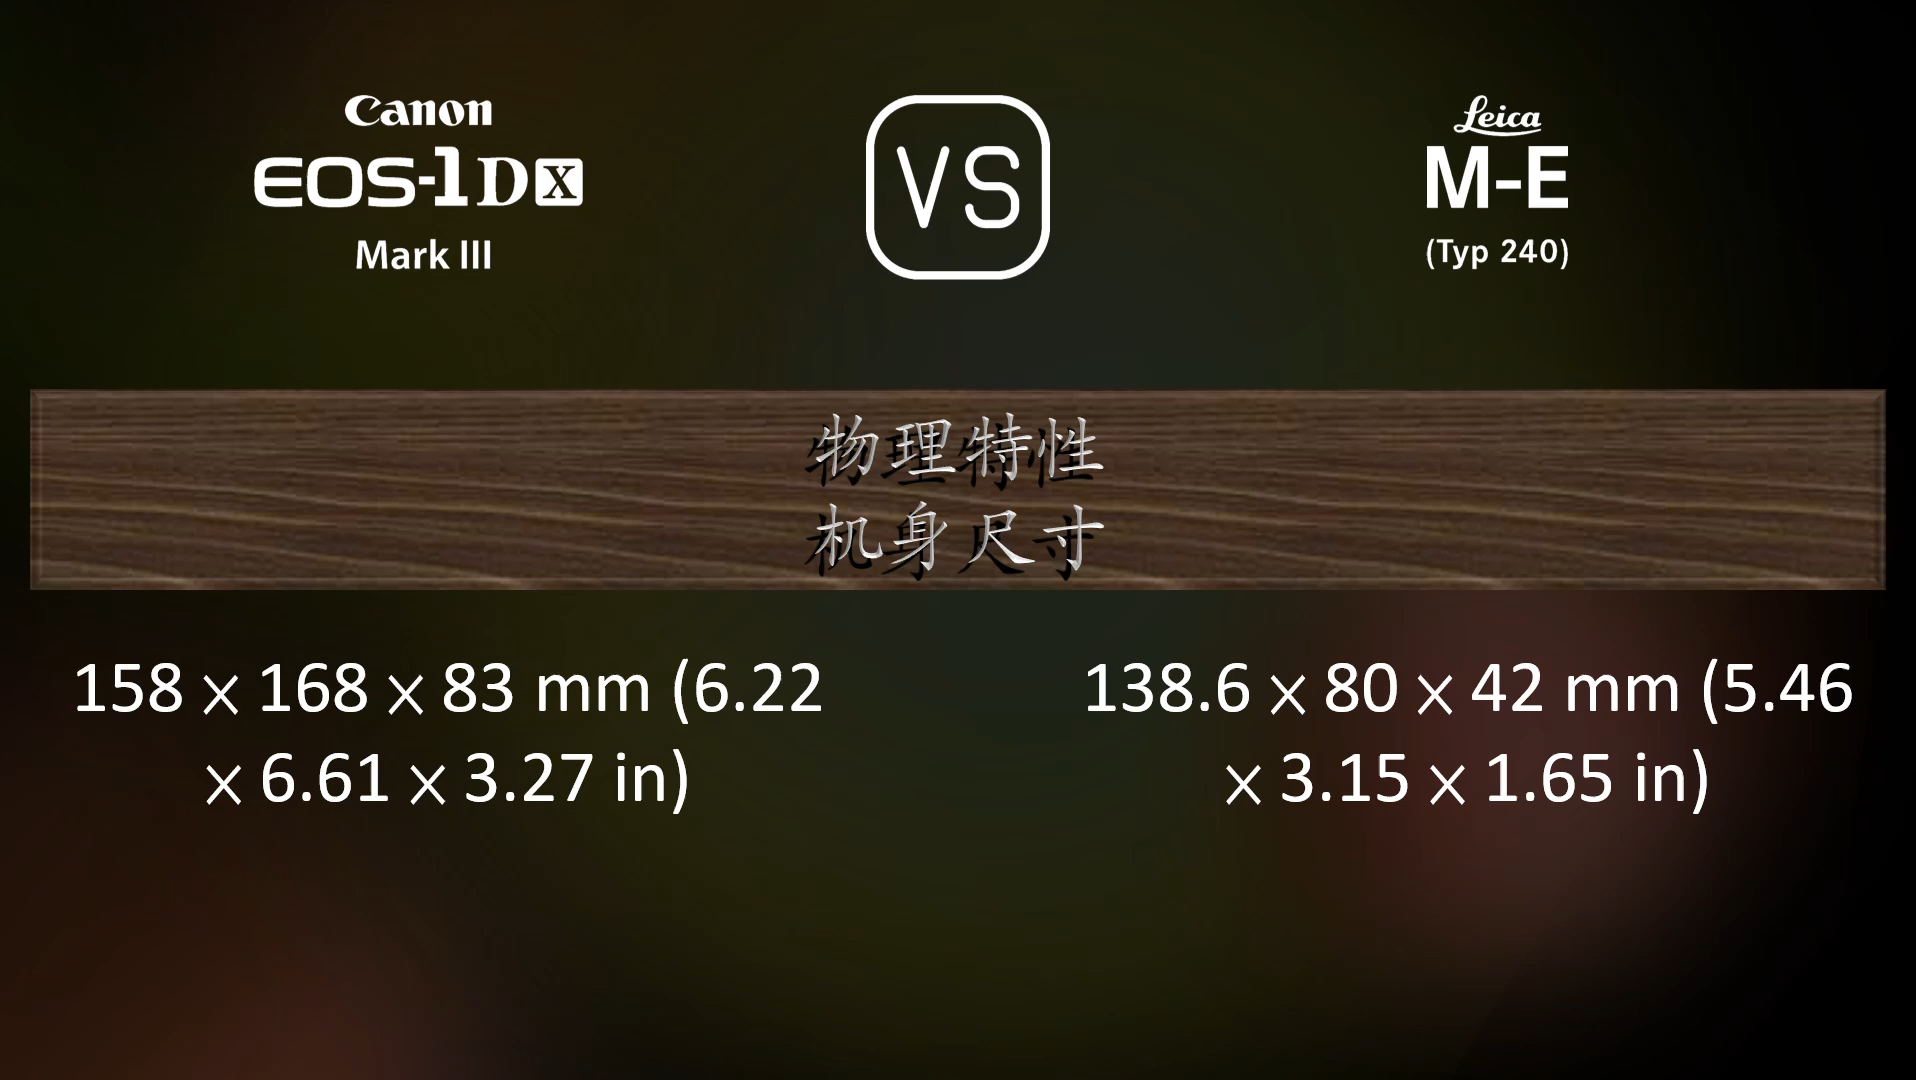 Canon
EOS-1DX
Mark III
VS
Leica
M-E
(Typ 240)
物理特性
机身尺寸
158 x 168 x 83 mm (6.22
x 6.61 x 3.27 in)
138.6 x 80 x 42 mm (5.46
x 3.15 x 1.65 in)